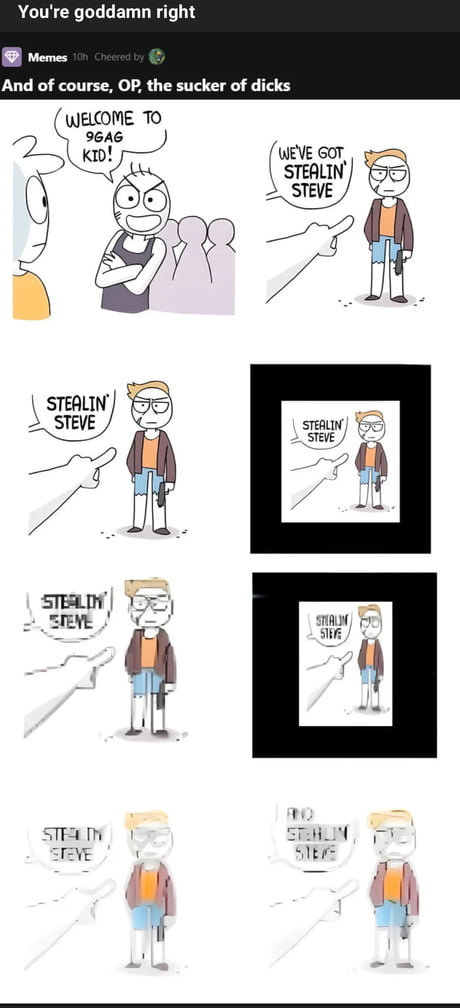 You're goddamn right
Memes 10h Cheered by
And of course, OP, the sucker of dicks
WELCOME TO
9GAG
KID!
WE'VE GOT
STEALIN'
STEVE
STEALIN'
STEVE
STEALIN'
STEVE
STEALIN'
STEVE
STEALIN'
STEVE
STEALIN'
STEVE
AND
STEALIN'
STEVE